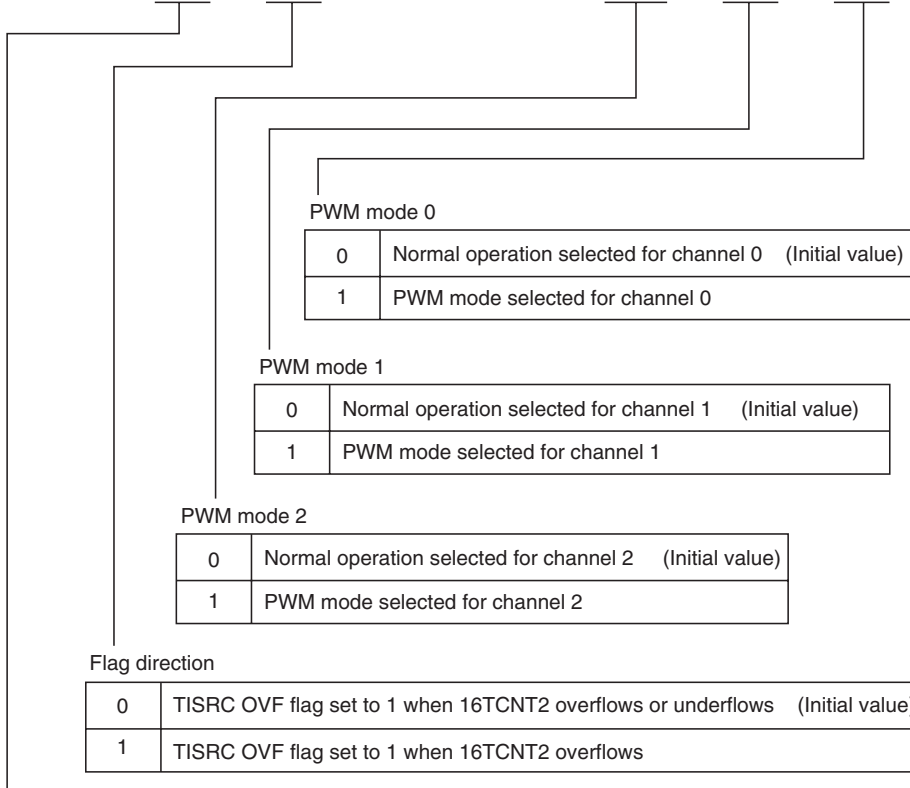 PWM mode 0
0 Normal operation selected for channel 0 (Initial value)
1 PWM mode selected for channel 0
PWM mode 1
0 Normal operation selected for channel 1 (Initial value)
1 PWM mode selected for channel 1
PWM mode 2
0 Normal operation selected for channel 2 (Initial value)
1 PWM mode selected for channel 2
Flag direction
0 TISRC OVF flag set to 1 when 16TCNT2 overflows or underflows (Initial value)
1 TISRC OVF flag set to 1 when 16TCNT2 overflows